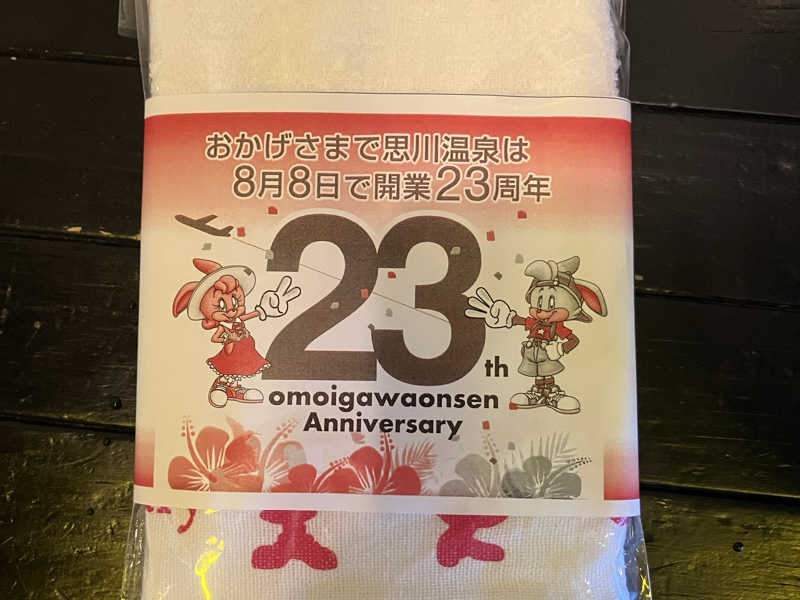 おかげさまで思川温泉は
8月8日で開業23周年
23th
omoigawaonsen
Anniversary